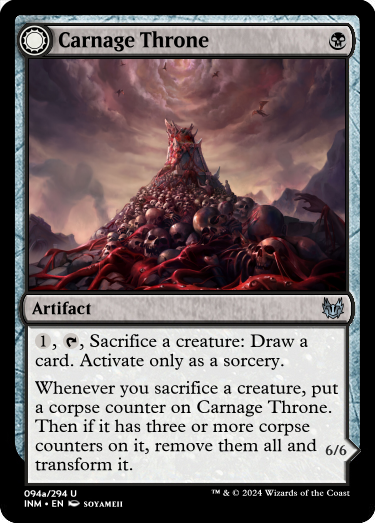 Carnage Throne
Artifact
1, T, Sacrifice a creature: Draw a
card. Activate only as a sorcery.
Whenever you sacrifice a creature, put
a corpse counter on Carnage Throne.
Then if it has three or more corpse
counters on it, remove them all and
transform it.
6/6
094a/294 U
INM • EN SOYAMEII
™ & © 2024 Wizards of the Coast